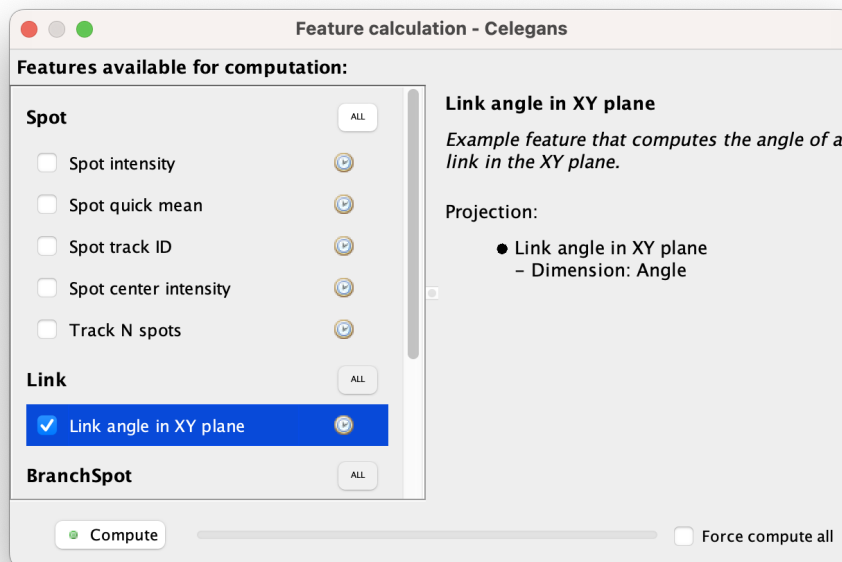 Feature calculation - Celegans
Features available for computation:
Spot
ALL
Spot intensity
Spot quick mean
Spot track ID
Spot center intensity
Track N spots
Link
ALL
Link angle in XY plane
BranchSpot
ALL
Link angle in XY plane
Example feature that computes the angle of a
link in the XY plane.
Projection:
● Link angle in XY plane
– Dimension: Angle
Compute
Force compute all